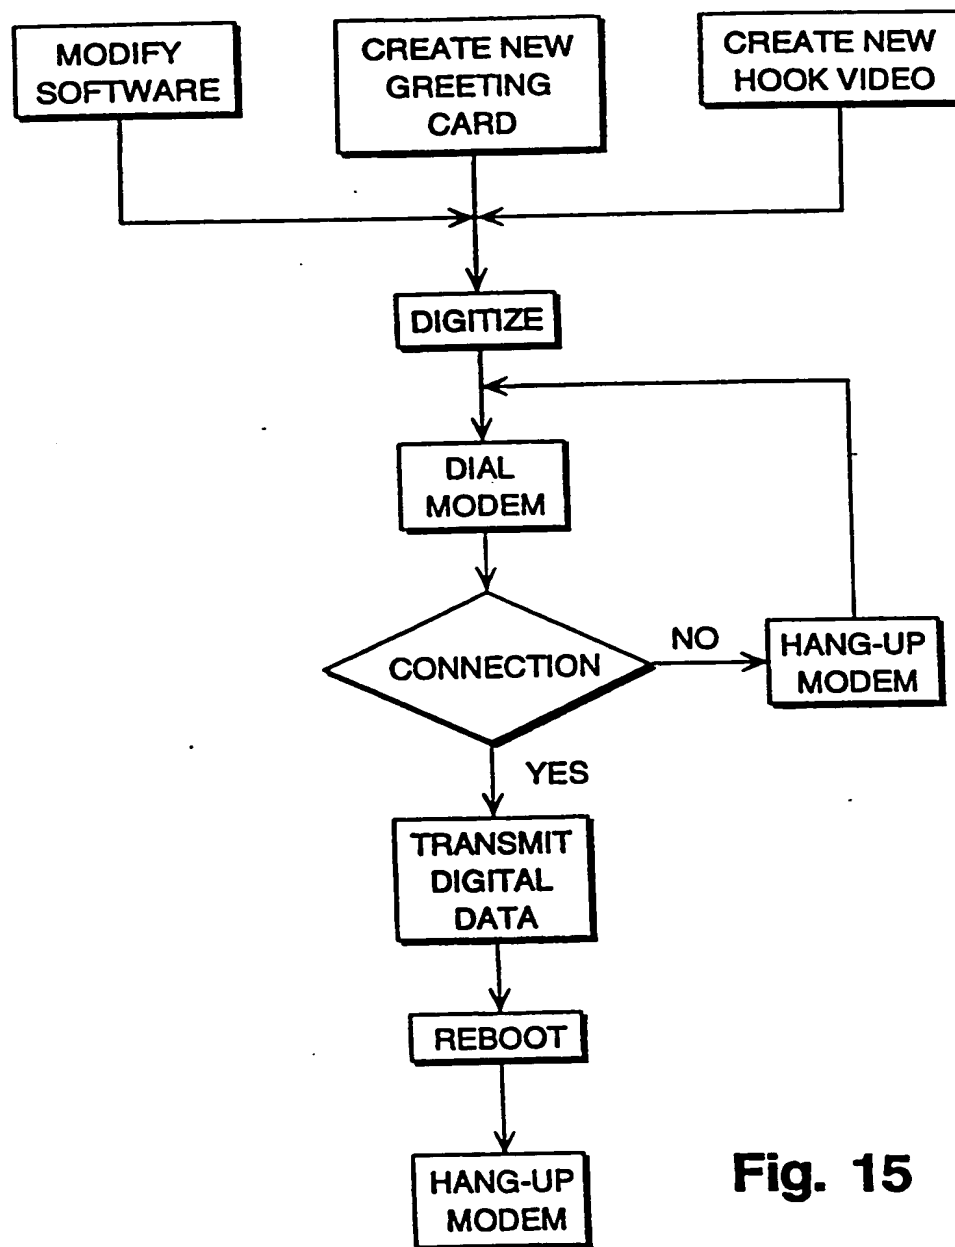 MODIFY
SOFTWARE
CREATE NEW
GREETING
CARD
CREATE NEW
HOOK VIDEO
DIGITIZE
DIAL
MODEM
CONNECTION
NO
HANG-UP
MODEM
YES
TRANSMIT
DIGITAL
DATA
REBOOT
HANG-UP
MODEM
Fig. 15